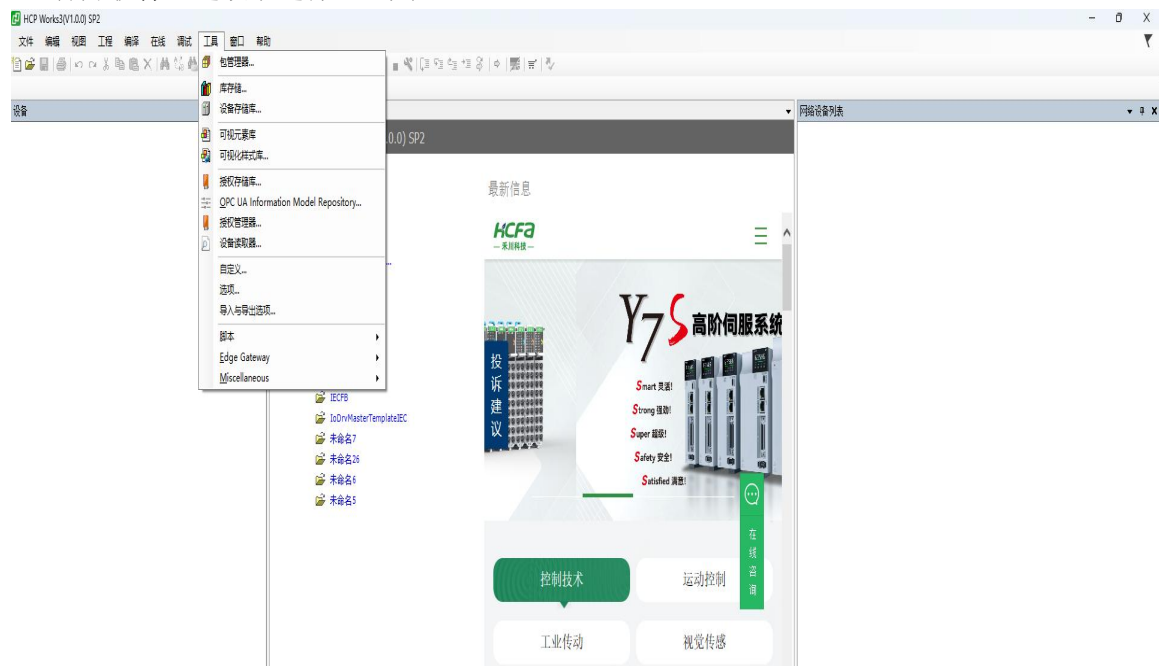 HCP Works3(V1.0.0) SP2
文件 编辑 视图 工程 编译 在线 调试 工具 窗口 帮助
包管理器...
库存储...
设备存储库...
可视元素库
可视化样式库...
授权存储库...
OPC UA Information Model Repository...
授权管理器...
设备读取器...
自定义...
选项...
导入与导出选项...
脚本
Edge Gateway
Miscellaneous
设备
.0.0) SP2
...
IECFB
IoDrvMasterTemplateIEC
未命名7
未命名26
未命名6
未命名5
最新信息
HCFa
— 禾川科技 —
投诉建议
Y7S 高阶伺服系统
Smart 灵活!
Strong 强劲!
Super 超级!
Safety 安全!
Satisfied 满意!
在线咨询
控制技术
运动控制
工业传动
视觉传感
网络设备列表